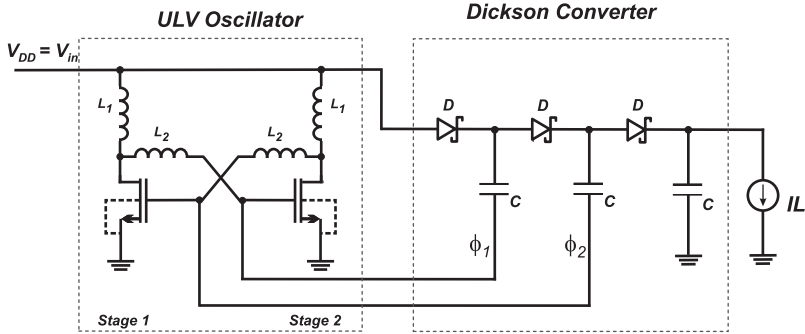 ULV Oscillator
Dickson Converter
V_DD = V_in
L_1
L_1
L_2
L_2
D
D
D
C
C
C
ϕ_1
ϕ_2
IL
Stage 1
Stage 2